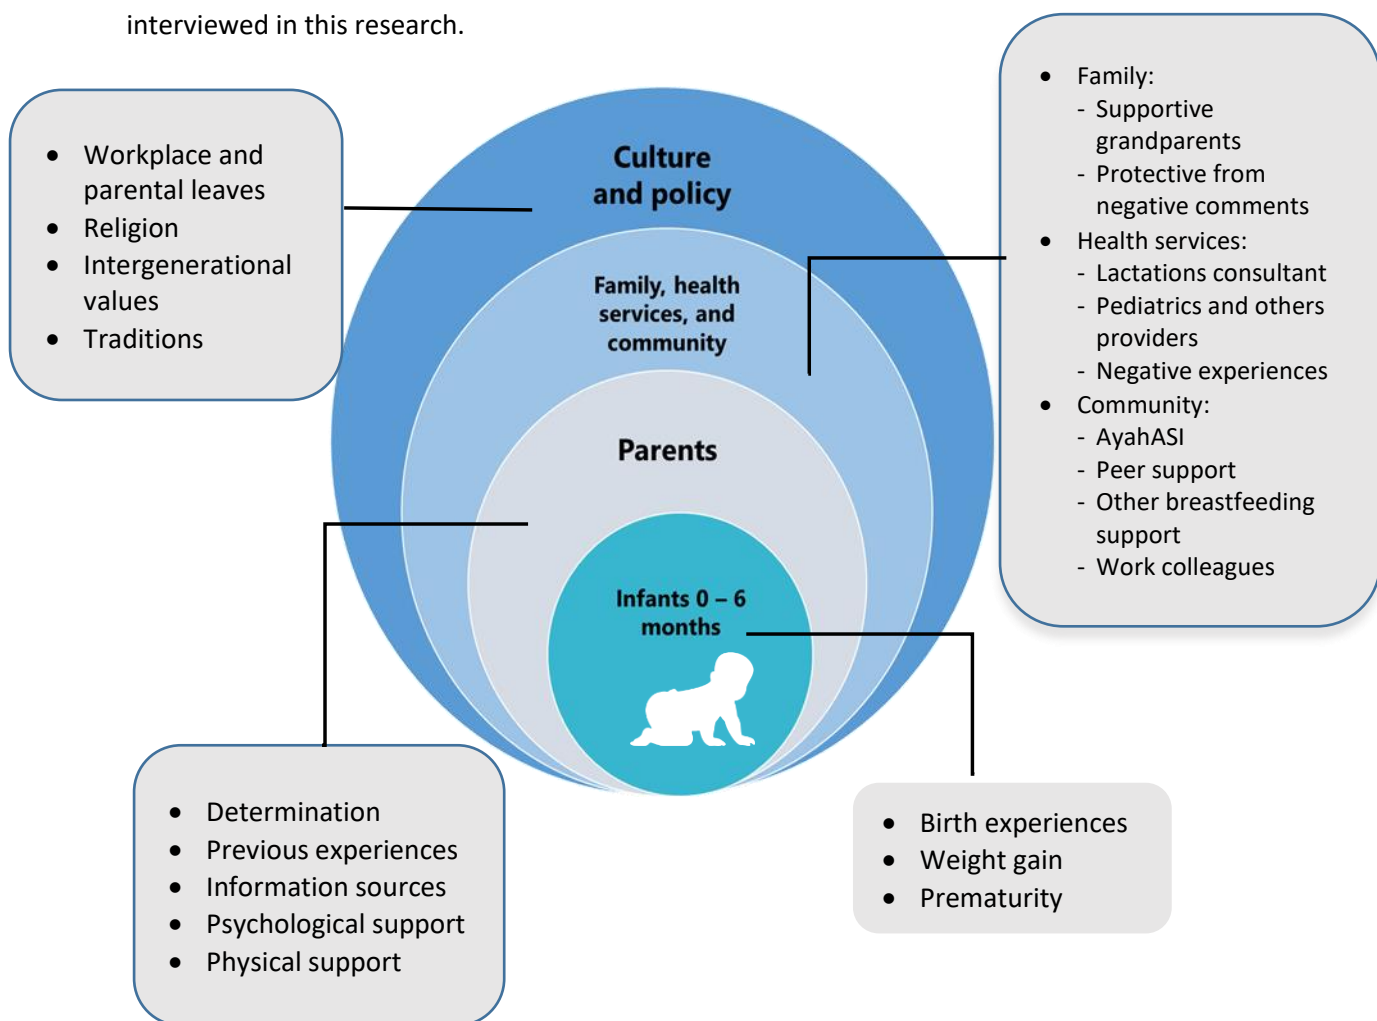 interviewed in this research.
• Workplace and
parental leaves
• Religion
• Intergenerational
values
• Traditions
Culture
and policy
Family, health
services, and
community
Parents
Infants 0 – 6
months
• Family:
- Supportive
grandparents
- Protective from
negative comments
• Health services:
- Lactations consultant
- Pediatrics and others
providers
- Negative experiences
• Community:
- AyahASI
- Peer support
- Other breastfeeding
support
- Work colleagues
• Determination
• Previous experiences
• Information sources
• Psychological support
• Physical support
• Birth experiences
• Weight gain
• Prematurity